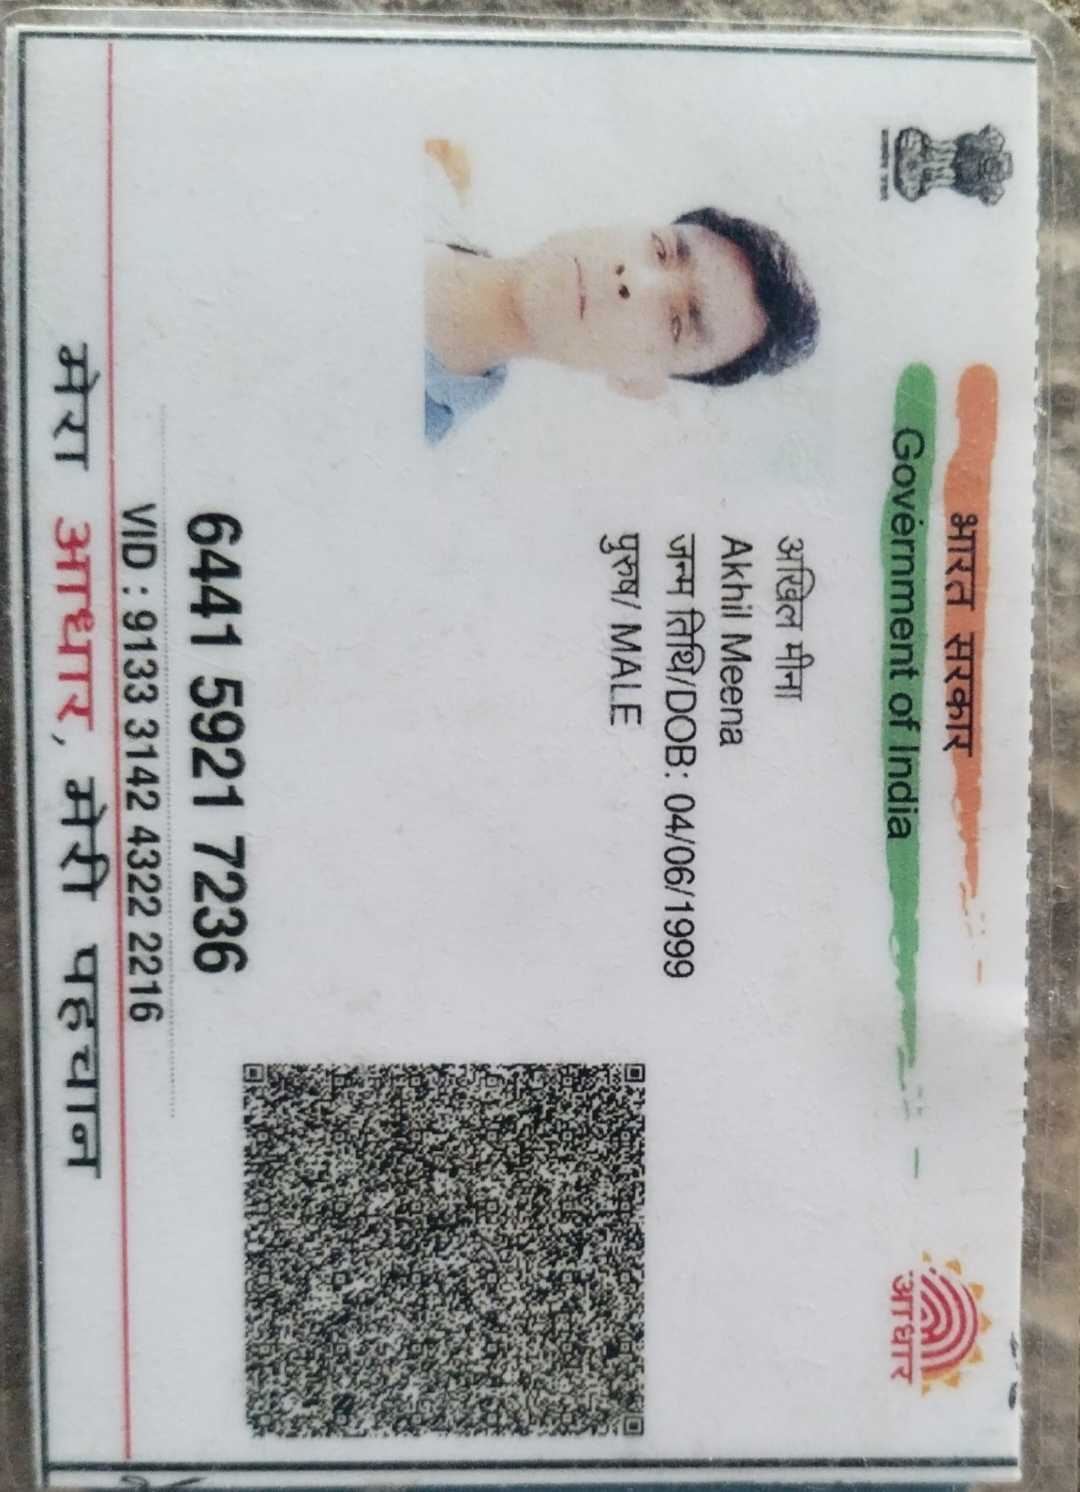 भारत सरकार
Government of India
आधार
अखिल मीना
Akhil Meena
जन्म तिथि/DOB: 04/06/1999
पुरुष/ MALE
6441 5921 7236
VID : 9133 3142 4322 2216
मेरा आधार, मेरी पहचान